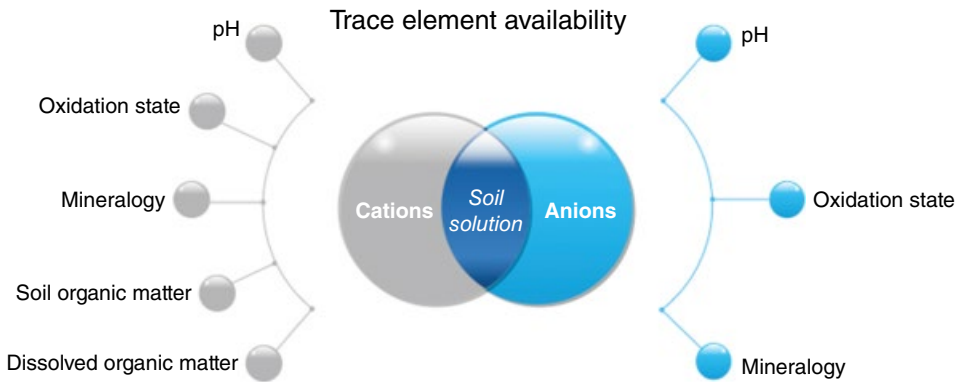 Trace element availability
pH
Oxidation state
Mineralogy
Soil organic matter
Dissolved organic matter
Cations
Soil
solution
Anions
pH
Oxidation state
Mineralogy